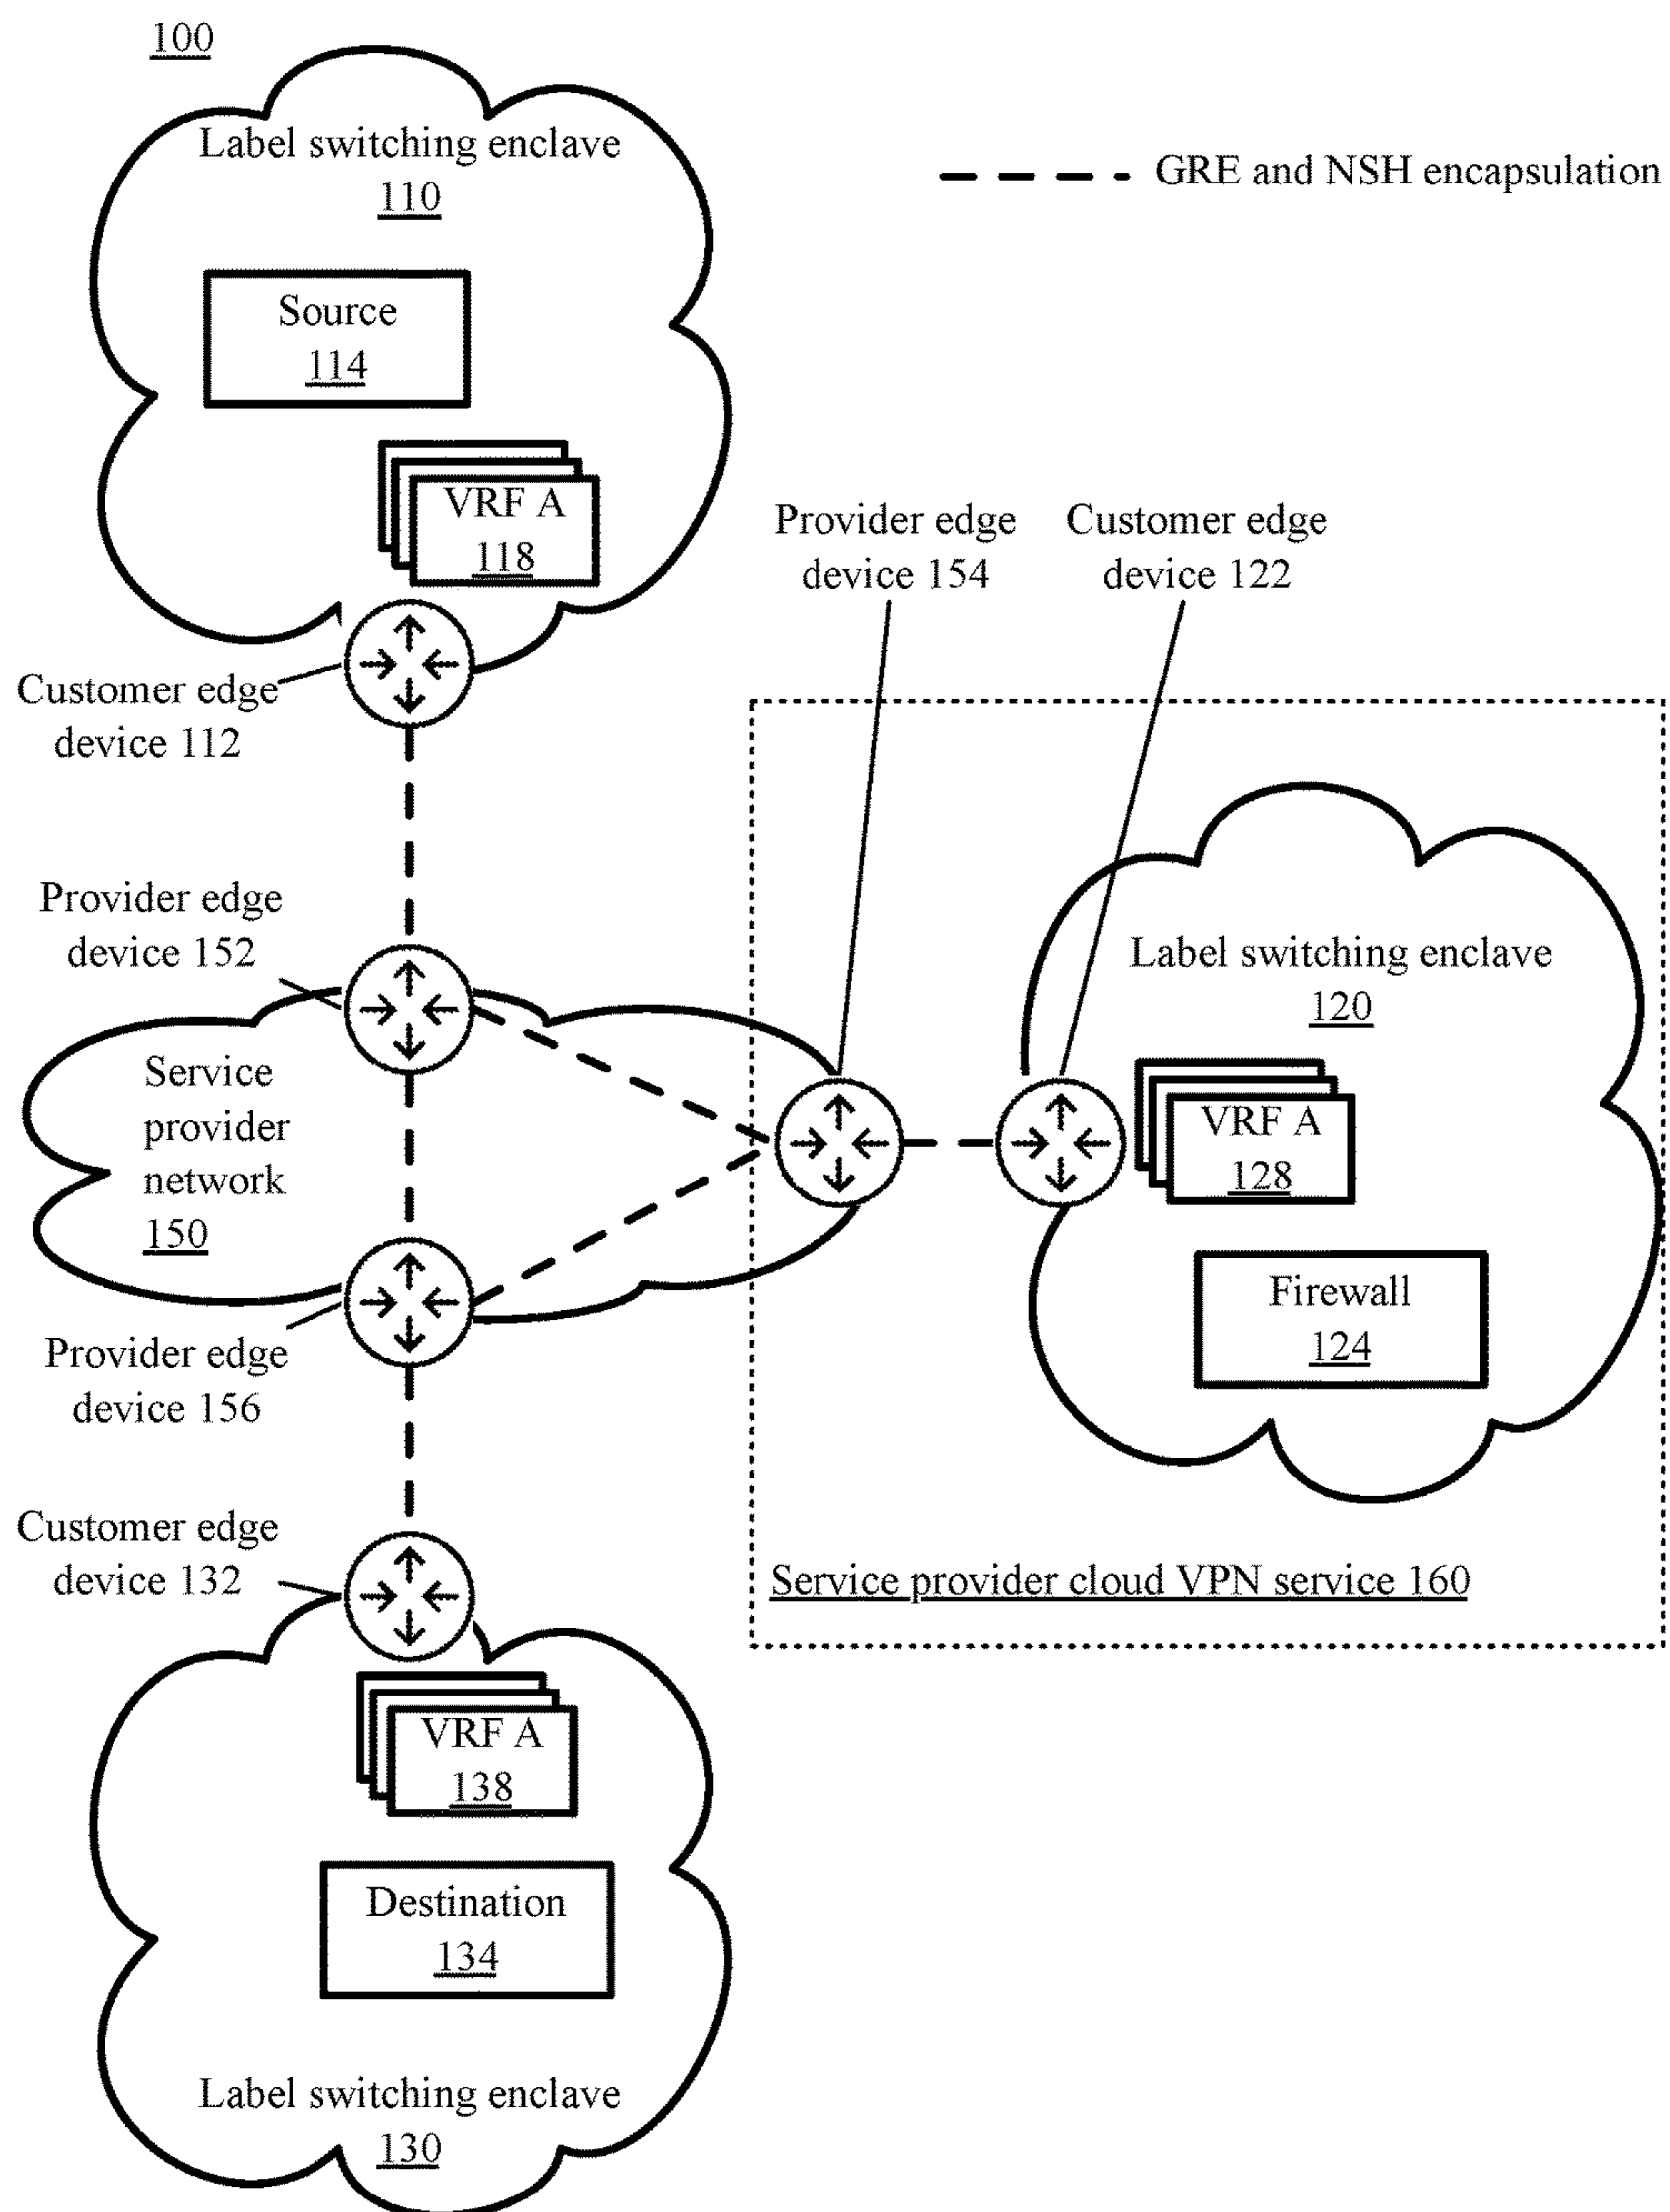 100
Label switching enclave
110
GRE and NSH encapsulation
Source
114
VRF A
118
Provider edge
device 154
Customer edge
device 122
Customer edge
device 112
Provider edge
device 152
Label switching enclave
120
Service
provider
network
150
VRF A
128
Firewall
124
Provider edge
device 156
Customer edge
device 132
Service provider cloud VPN service 160
VRF A
138
Destination
134
Label switching enclave
130